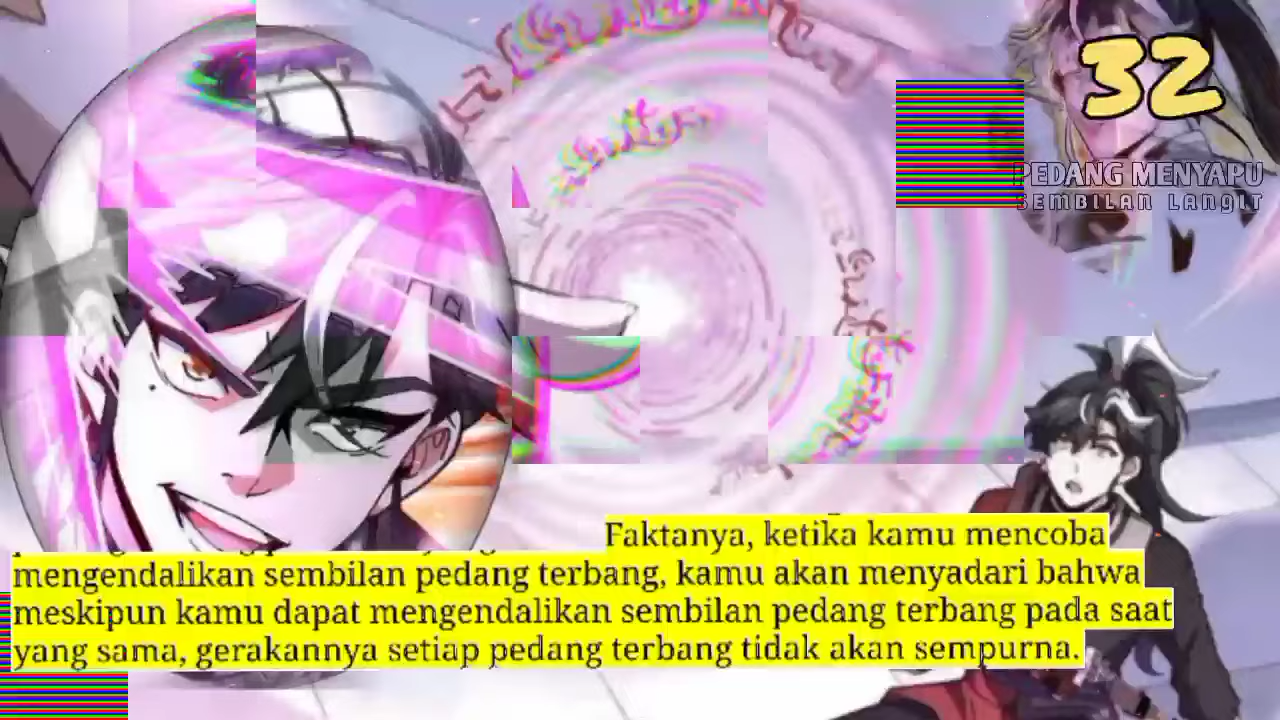 32
PEDANG MENYAPU
SEMBILAN LANGIT
Faktanya, ketika kamu mencoba
mengendalikan sembilan pedang terbang, kamu akan menyadari bahwa
meskipun kamu dapat mengendalikan sembilan pedang terbang pada saat
yang sama, gerakannya setiap pedang terbang tidak akan sempurna.